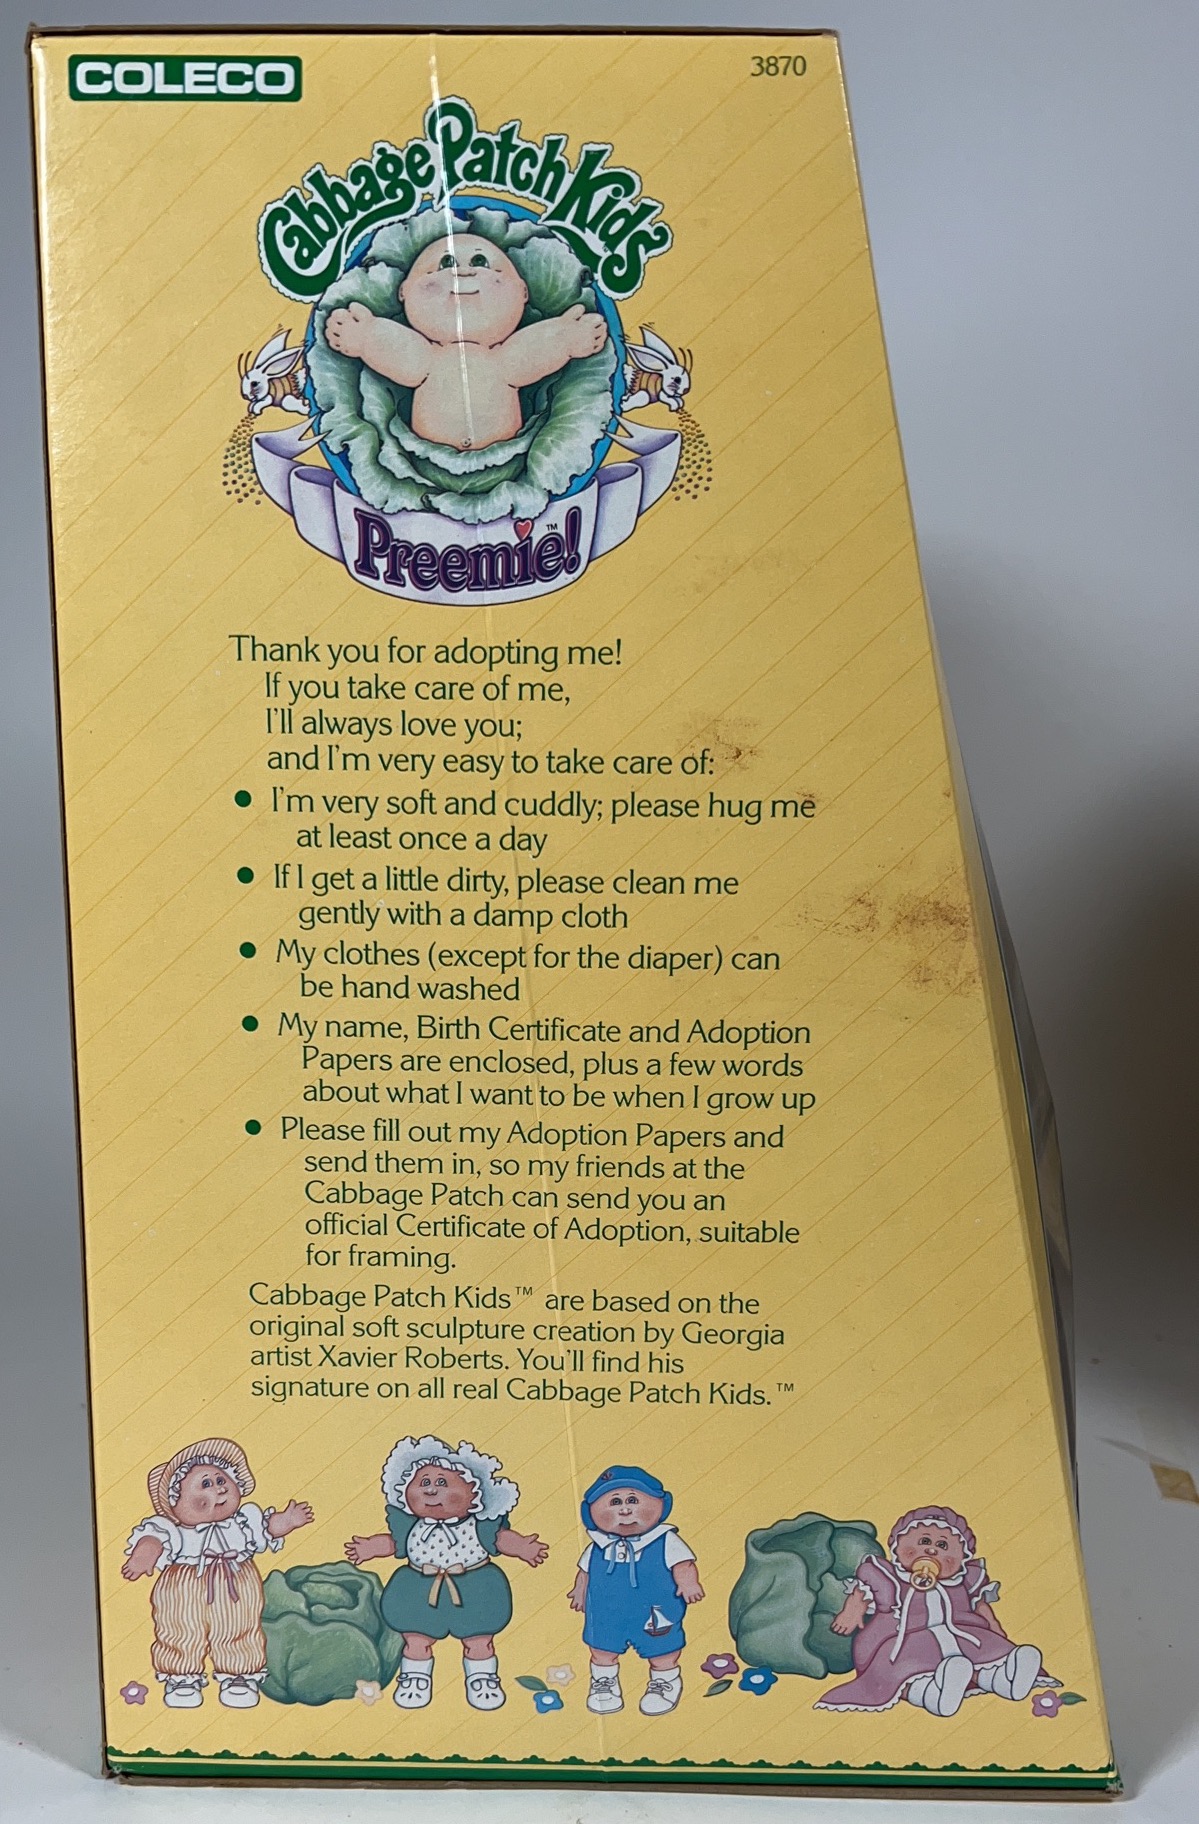 COLECO
3870
Cabbage Patch Kids
Preemie!™
Thank you for adopting me!
If you take care of me,
I'll always love you;
and I'm very easy to take care of:
● I'm very soft and cuddly; please hug me
at least once a day
● If I get a little dirty, please clean me
gently with a damp cloth
● My clothes (except for the diaper) can
be hand washed
● My name, Birth Certificate and Adoption
Papers are enclosed, plus a few words
about what I want to be when I grow up
● Please fill out my Adoption Papers and
send them in, so my friends at the
Cabbage Patch can send you an
official Certificate of Adoption, suitable
for framing.
Cabbage Patch Kids™ are based on the
original soft sculpture creation by Georgia
artist Xavier Roberts. You'll find his
signature on all real Cabbage Patch Kids.™